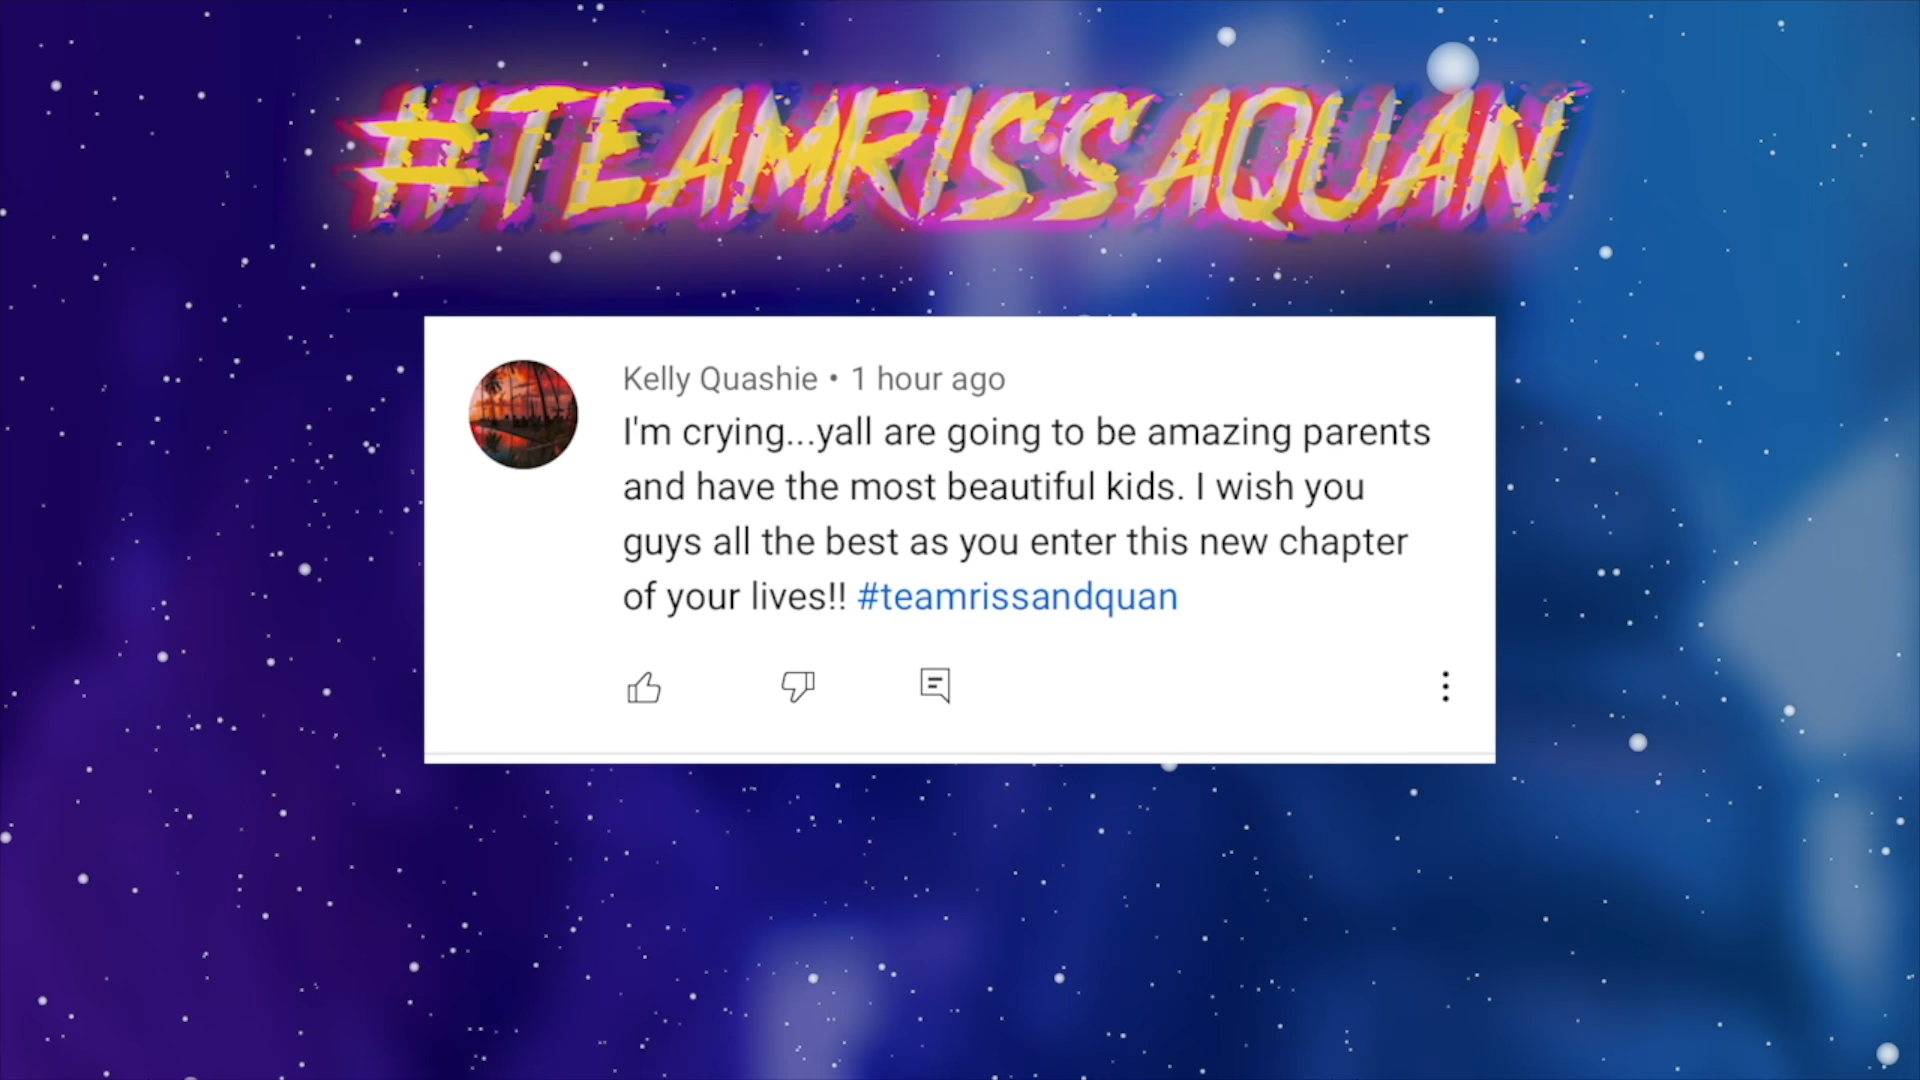 #TEAMRISSAQUAN
Kelly Quashie • 1 hour ago
I'm crying...yall are going to be amazing parents
and have the most beautiful kids. I wish you
guys all the best as you enter this new chapter
of your lives!! #teamrissandquan